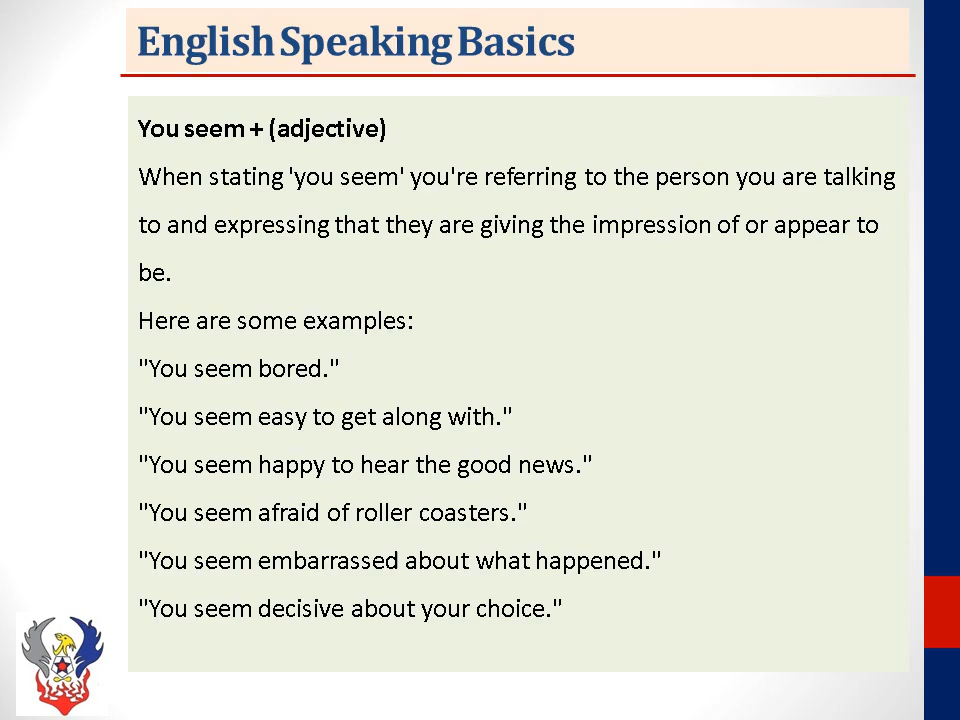 English Speaking Basics
You seem + (adjective)
When stating 'you seem' you're referring to the person you are talking
to and expressing that they are giving the impression of or appear to
be.
Here are some examples:
"You seem bored."
"You seem easy to get along with."
"You seem happy to hear the good news."
"You seem afraid of roller coasters."
"You seem embarrassed about what happened."
"You seem decisive about your choice."